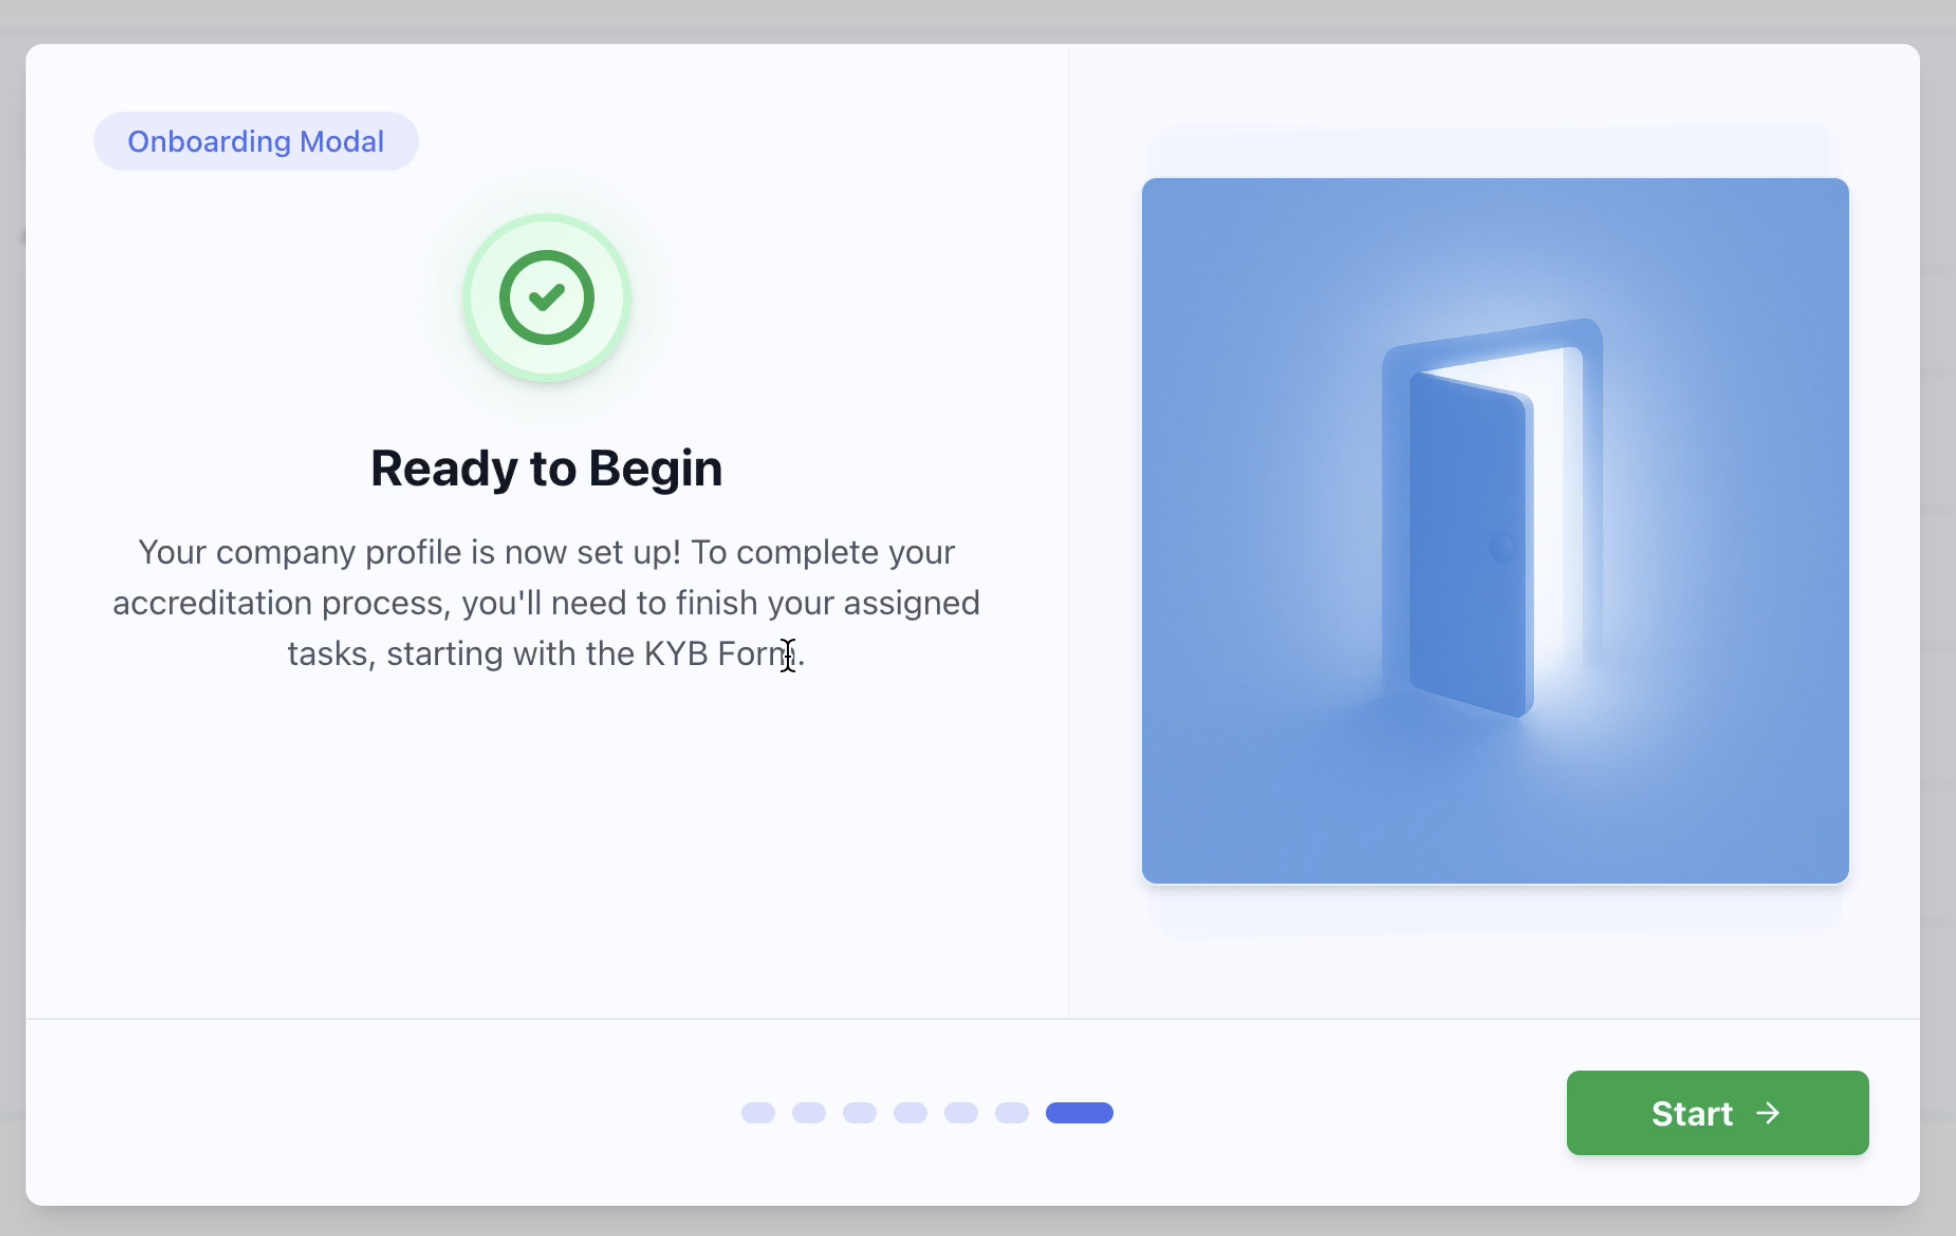 Onboarding Modal
Ready to Begin
Your company profile is now set up! To complete your
accreditation process, you'll need to finish your assigned
tasks, starting with the KYB Form.
Start